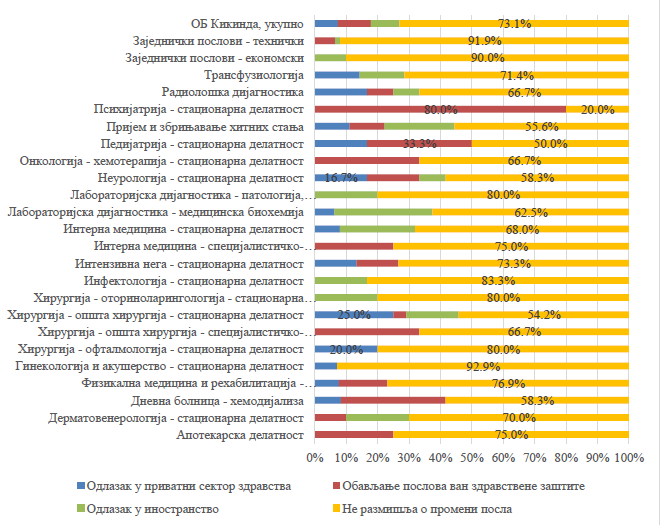 ОБ Кикинда, укупно 73.1%
Заједнички послови - технички 91.9%
Заједнички послови - економски 90.0%
Трансфузиологија 71.4%
Радиолошка дијагностика 66.7%
Психијатрија - стационарна делатност 80.0% 20.0%
Пријем и збрињавање хитних стања 55.6%
Педијатрија - стационарна делатност 33.3% 50.0%
Онкологија - хемотерапија - стационарна делатност 66.7%
Неурологија - стационарна делатност 16.7% 58.3%
Лабораторијска дијагностика - патологија,… 80.0%
Лабораторијска дијагностика - медицинска биохемија 62.5%
Интерна медицина - стационарна делатност 68.0%
Интерна медицина - специјалистичко-… 75.0%
Интензивна нега - стационарна делатност 73.3%
Инфектологија - стационарна делатност 83.3%
Хирургија - оториноларингологија - стационарна… 80.0%
Хирургија - општа хирургија - стационарна делатност 25.0% 54.2%
Хирургија - општа хирургија - специјалистичко-… 66.7%
Хирургија - офталмологија - стационарна делатност 20.0% 80.0%
Гинекологија и акушерство - стационарна делатност 92.9%
Физикална медицина и рехабилитација -… 76.9%
Дневна болница - хемодијализа 58.3%
Дерматовенерологија - стационарна делатност 70.0%
Апотекарска делатност 75.0%
0% 10% 20% 30% 40% 50% 60% 70% 80% 90% 100%
Одлазак у приватни сектор здравства Обављање послова ван здравствене заштите
Одлазак у иностранство Не размишља о промени посла